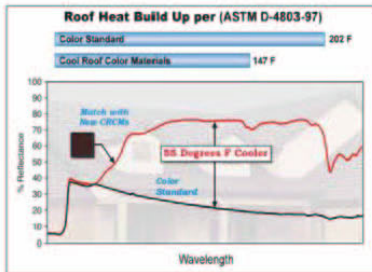 Roof Heat Build Up per (ASTM D-4803-97)
Color Standard 202 F
Cool Roof Color Materials 147 F
100
90
80
70
60
50
40
30
20
10
0
% Reflectance
Match with
New CRCMs
55 Degrees F Cooler
Color
Standard
Wavelength